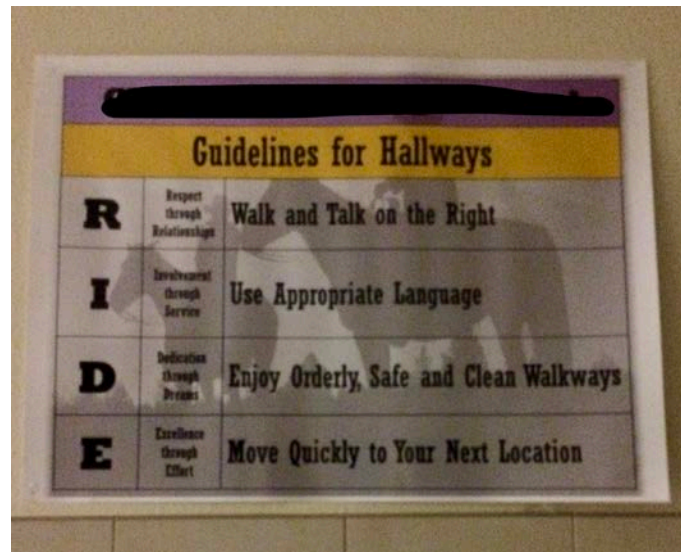 Guidelines for Hallways
R
Respect
through
Relationships
Walk and Talk on the Right
I
Involvement
through
Service
Use Appropriate Language
D
Dedication
through
Dreams
Enjoy Orderly, Safe and Clean Walkways
E
Excellence
through
Effort
Move Quickly to Your Next Location